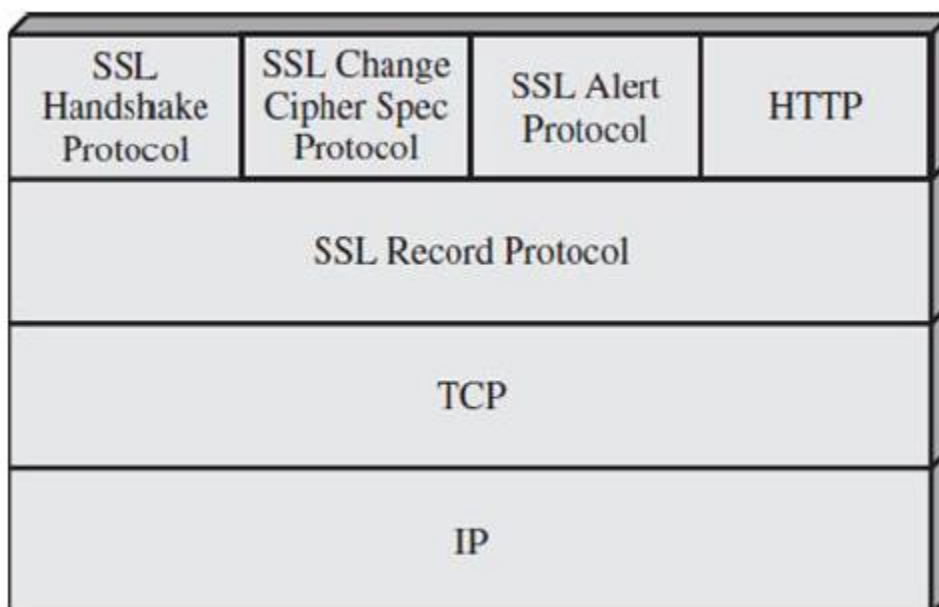 SSL
Handshake
Protocol
SSL Change
Cipher Spec
Protocol
SSL Alert
Protocol
HTTP
SSL Record Protocol
TCP
IP